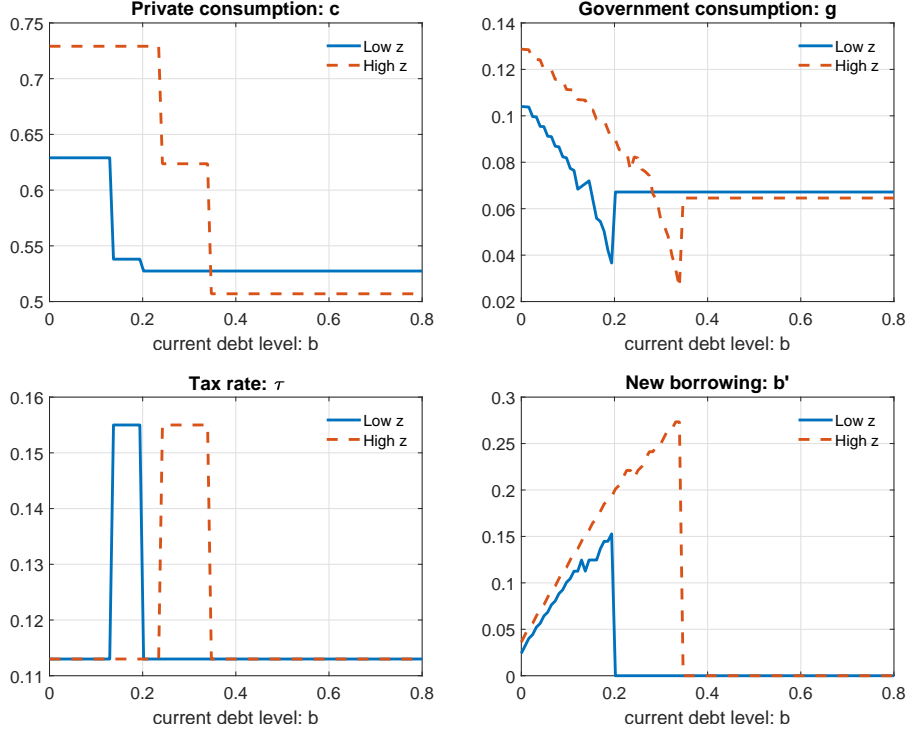 Private consumption: c
0.75
0.7
0.65
0.6
0.55
0.5
0 0.2 0.4 0.6 0.8
current debt level: b
Low z
High z
Government consumption: g
0.14
0.12
0.1
0.08
0.06
0.04
0.02
0 0.2 0.4 0.6 0.8
current debt level: b
Low z
High z
Tax rate: τ
0.16
0.15
0.14
0.13
0.12
0.11
0 0.2 0.4 0.6 0.8
current debt level: b
Low z
High z
New borrowing: b'
0.3
0.25
0.2
0.15
0.1
0.05
0
0 0.2 0.4 0.6 0.8
current debt level: b
Low z
High z